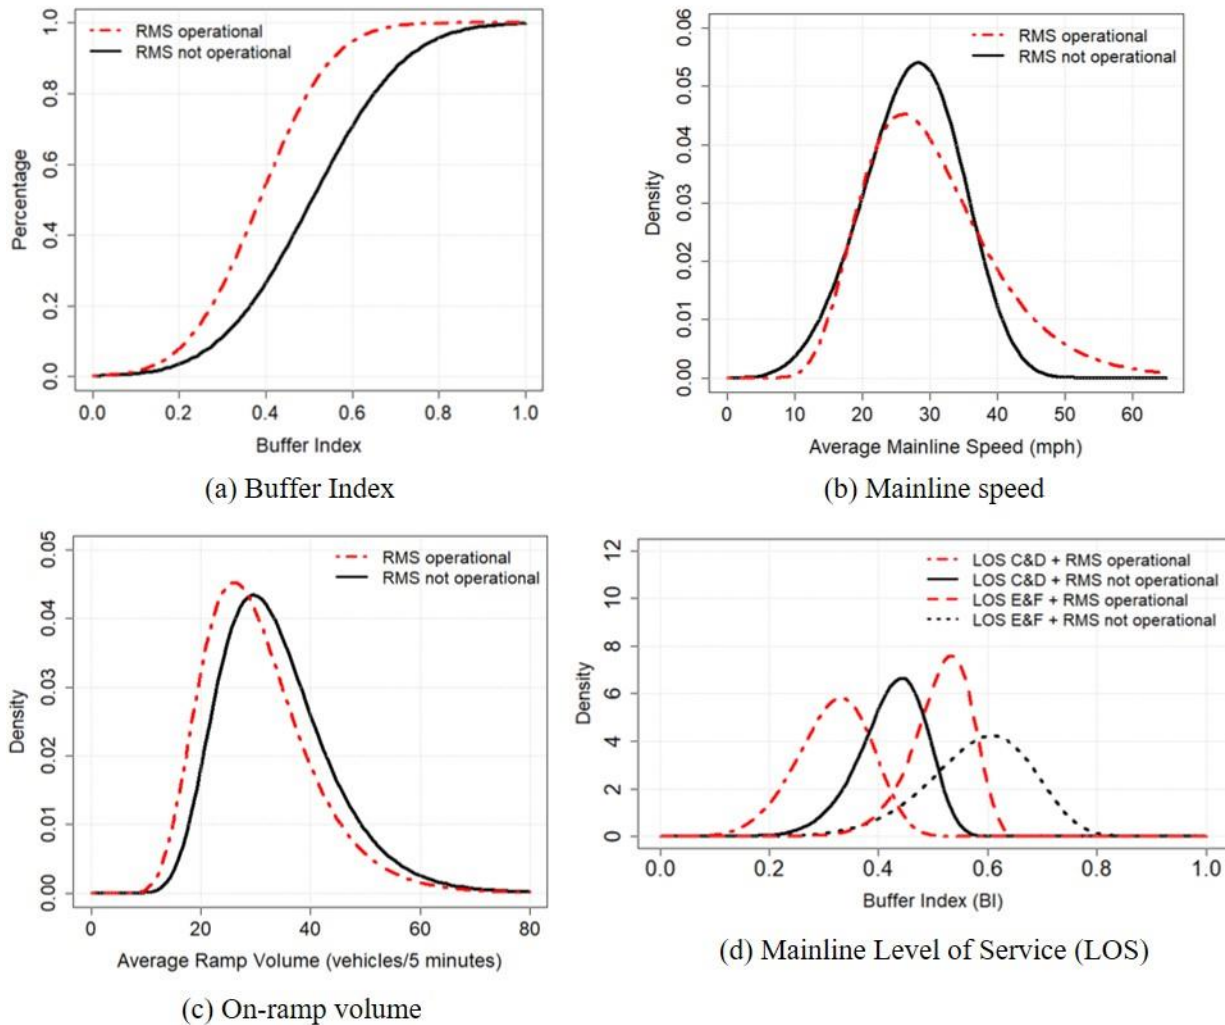 RMS operational
RMS not operational
Percentage
0.0 0.2 0.4 0.6 0.8 1.0
0.0 0.2 0.4 0.6 0.8 1.0
Buffer Index
(a) Buffer Index
RMS operational
RMS not operational
Density
0.00 0.01 0.02 0.03 0.04 0.05 0.06
0 10 20 30 40 50 60
Average Mainline Speed (mph)
(b) Mainline speed
RMS operational
RMS not operational
Density
0.00 0.01 0.02 0.03 0.04 0.05
0 20 40 60 80
Average Ramp Volume (vehicles/5 minutes)
(c) On-ramp volume
LOS C&D + RMS operational
LOS C&D + RMS not operational
LOS E&F + RMS operational
LOS E&F + RMS not operational
Density
0 2 4 6 8 10 12
0.0 0.2 0.4 0.6 0.8 1.0
Buffer Index (BI)
(d) Mainline Level of Service (LOS)